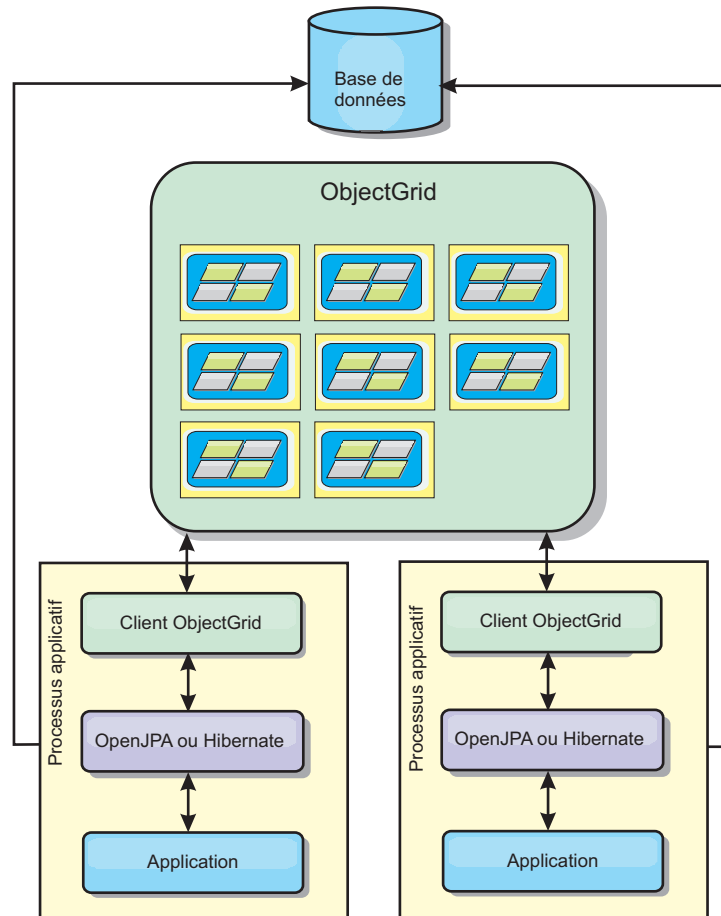 Base de
données
ObjectGrid
Processus applicatif
Client ObjectGrid
OpenJPA ou Hibernate
Application
Processus applicatif
Client ObjectGrid
OpenJPA ou Hibernate
Application